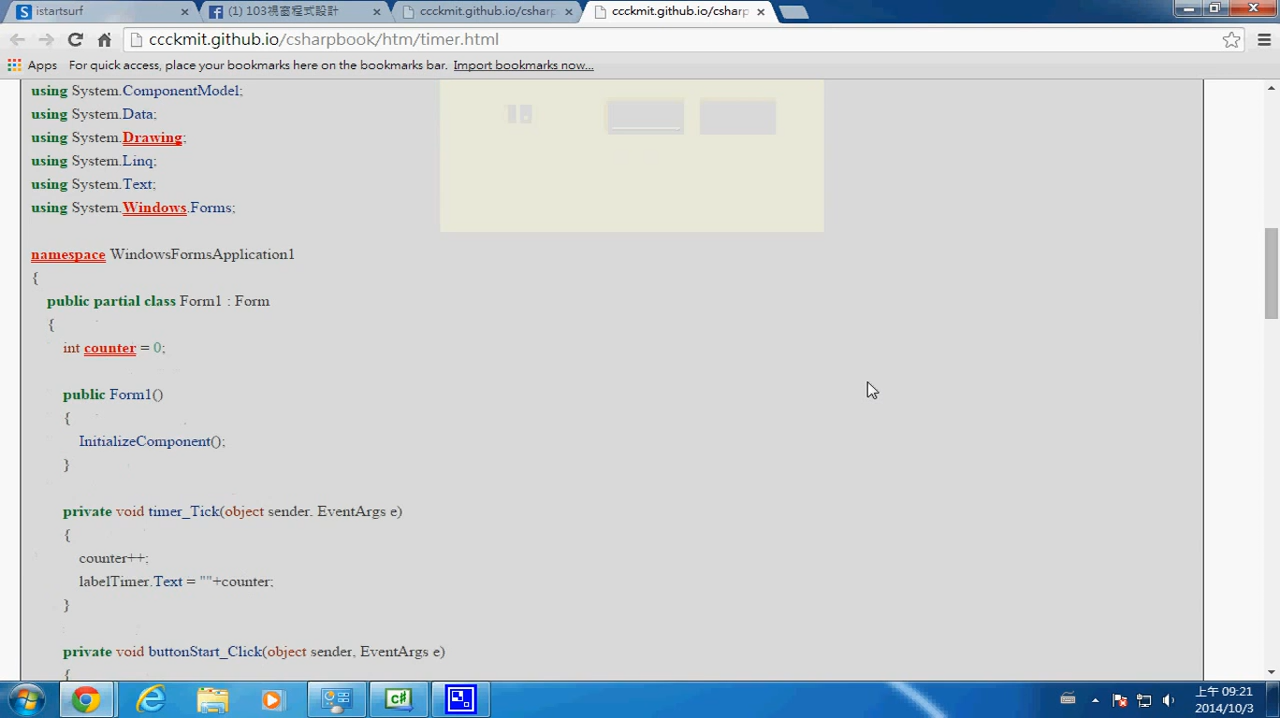 istartsurf
(1) 103視窗程式設計
ccckmit.github.io/csharp
ccckmit.github.io/csharp
ccckmit.github.io/csharpbook/htm/timer.html
Apps For quick access, place your bookmarks here on the bookmarks bar. Import bookmarks now...
using System.ComponentModel;
using System.Data;
using System.Drawing;
using System.Linq;
using System.Text;
using System.Windows.Forms;
namespace WindowsFormsApplication1
{
public partial class Form1 : Form
{
int counter = 0;
public Form1()
{
InitializeComponent();
}
private void timer_Tick(object sender, EventArgs e)
{
counter++;
labelTimer.Text = ""+counter;
}
private void buttonStart_Click(object sender, EventArgs e)
{
C#
上午 09:21
2014/10/3